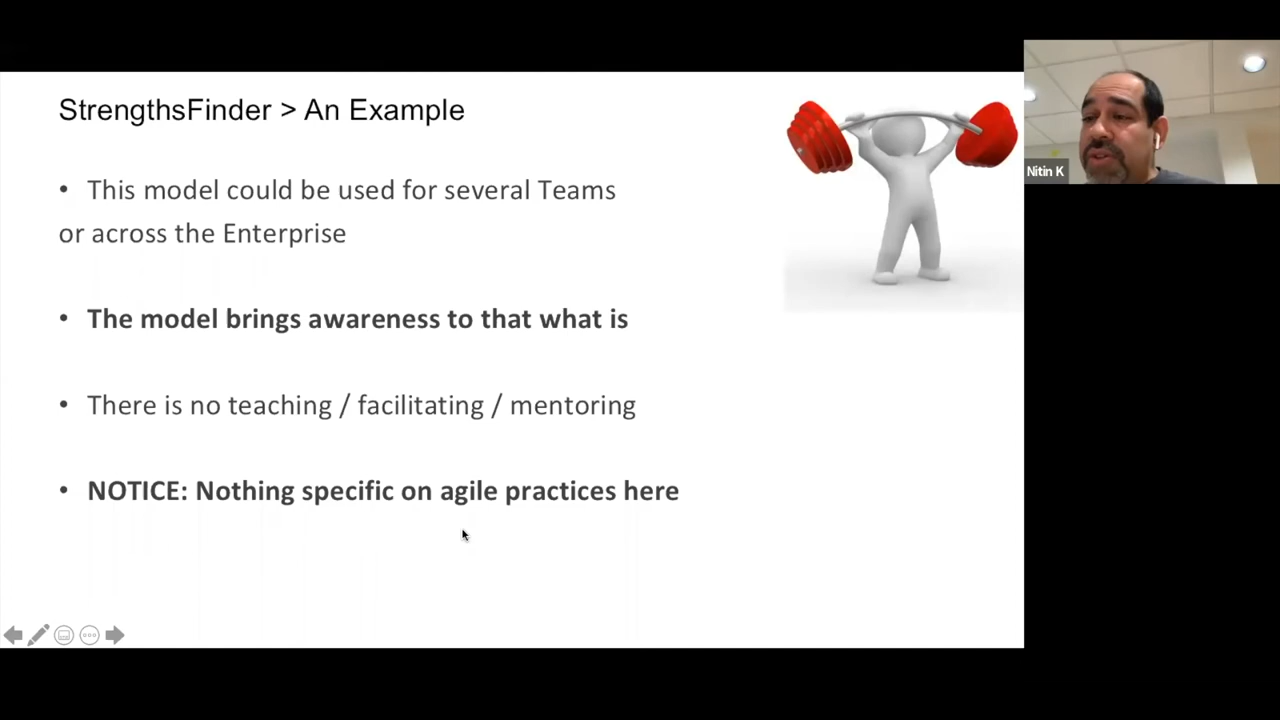 StrengthsFinder > An Example
• This model could be used for several Teams
or across the Enterprise
• The model brings awareness to that what is
• There is no teaching / facilitating / mentoring
• NOTICE: Nothing specific on agile practices here
Nitin K